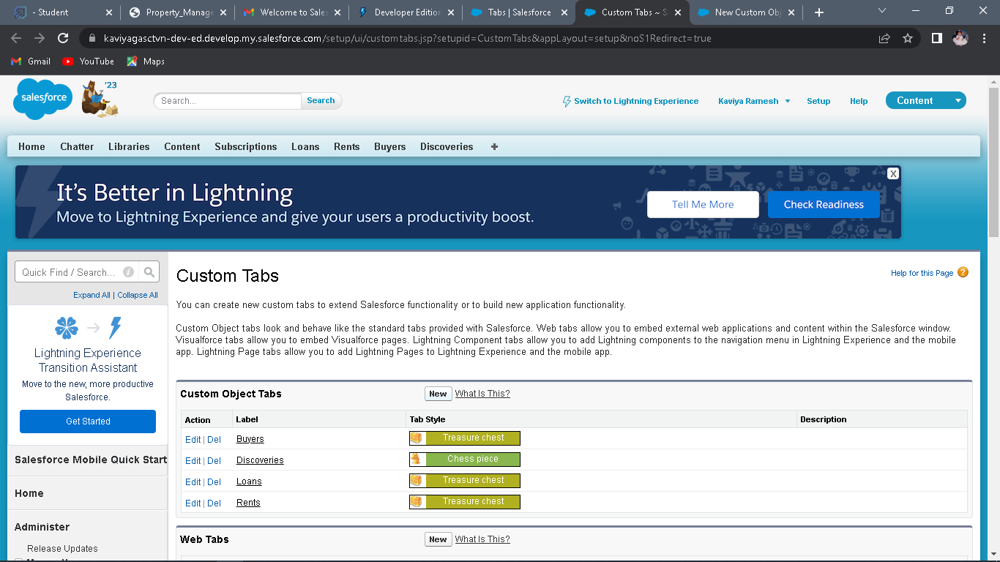 - Student
Property_Manage
Welcome to Sales
Developer Edition
Tabs | Salesforce
Custom Tabs ~ S
New Custom Obj
kaviyagasctvn-dev-ed.develop.my.salesforce.com/setup/ui/customtabs.jsp?setupid=CustomTabs&appLayout=setup&noS1Redirect=true
Gmail
YouTube
Maps
salesforce
'23
Search...
Search
Switch to Lightning Experience
Kaviya Ramesh
Setup
Help
Content
Home Chatter Libraries Content Subscriptions Loans Rents Buyers Discoveries +
It's Better in Lightning
Move to Lightning Experience and give your users a productivity boost.
Tell Me More
Check Readiness
X
Quick Find / Search...
Expand All | Collapse All
Lightning Experience
Transition Assistant
Move to the new, more productive
Salesforce.
Get Started
Salesforce Mobile Quick Start
Home
Administer
Release Updates
Custom Tabs
Help for this Page
You can create new custom tabs to extend Salesforce functionality or to build new application functionality.
Custom Object tabs look and behave like the standard tabs provided with Salesforce. Web tabs allow you to embed external web applications and content within the Salesforce window.
Visualforce tabs allow you to embed Visualforce pages. Lightning Component tabs allow you to add Lightning components to the navigation menu in Lightning Experience and the mobile
app. Lightning Page tabs allow you to add Lightning Pages to Lightning Experience and the mobile app.
Custom Object Tabs New What Is This?
Action Label Tab Style Description
Edit | Del Buyers Treasure chest
Edit | Del Discoveries Chess piece
Edit | Del Loans Treasure chest
Edit | Del Rents Treasure chest
Web Tabs New What Is This?